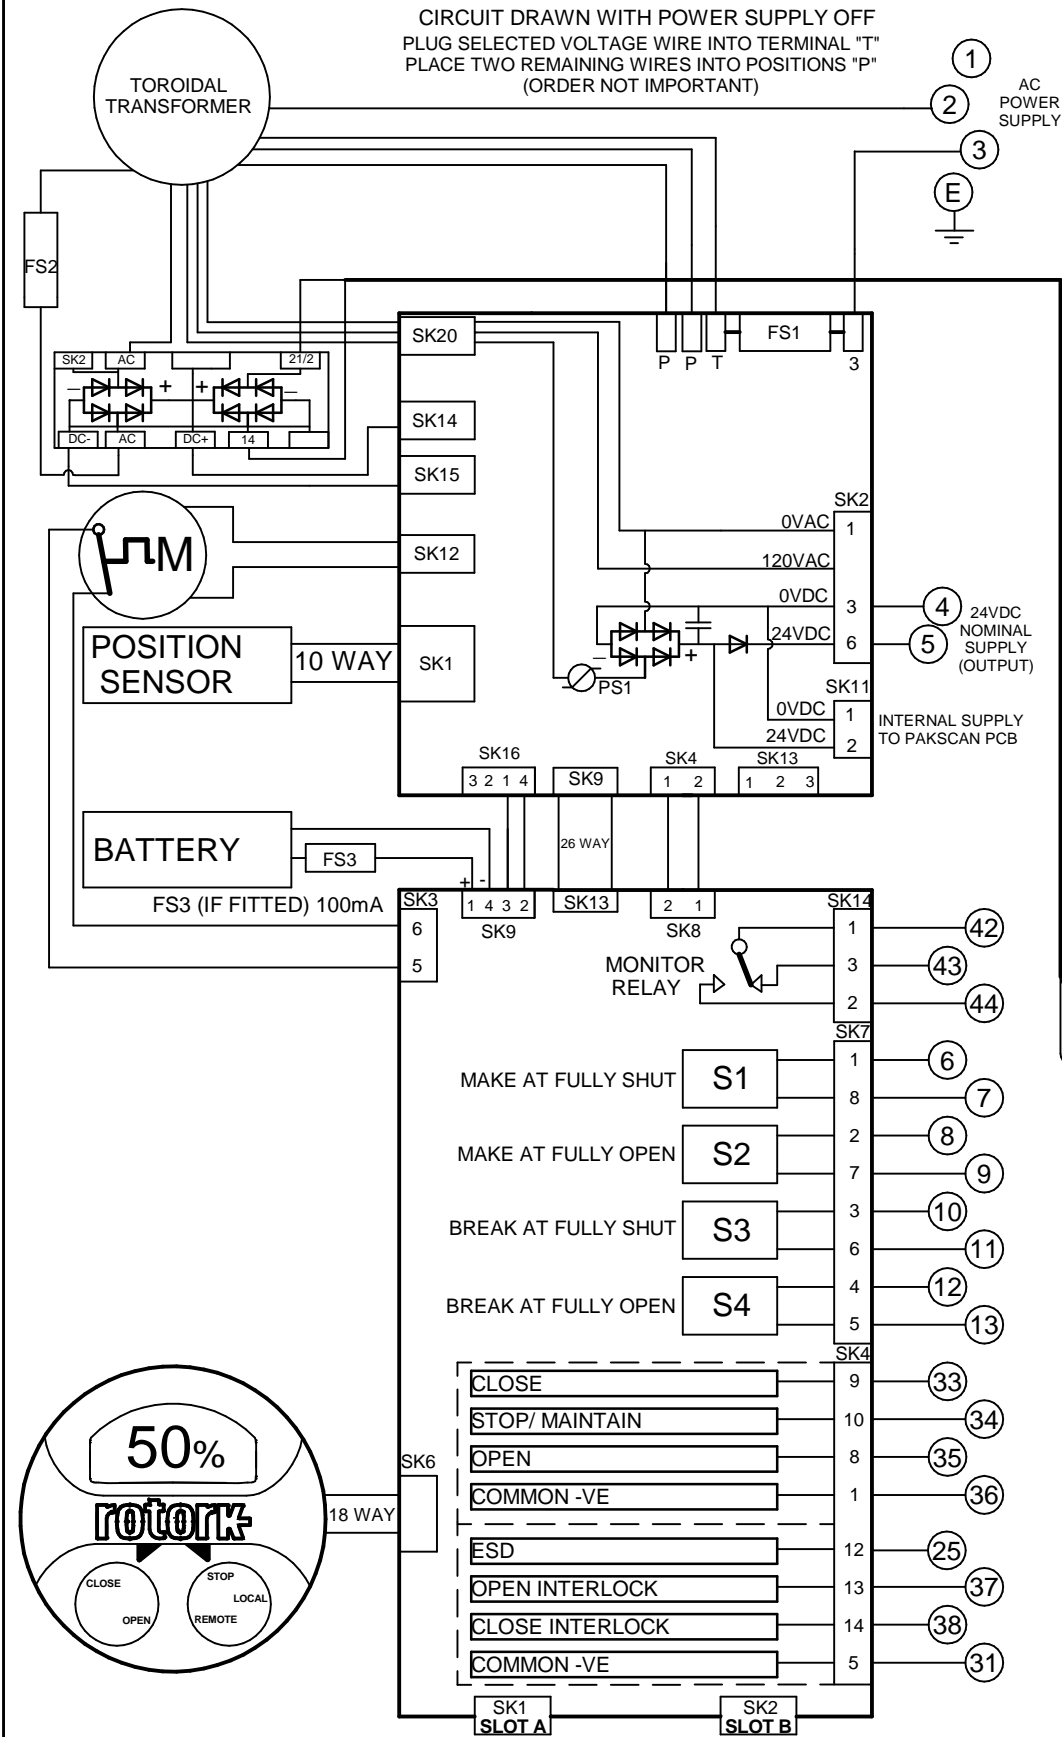 CIRCUIT DRAWN WITH POWER SUPPLY OFF
PLUG SELECTED VOLTAGE WIRE INTO TERMINAL "T"
PLACE TWO REMAINING WIRES INTO POSITIONS "P"
(ORDER NOT IMPORTANT)
TOROIDAL
TRANSFORMER
1
2
3
E
AC
POWER
SUPPLY
FS2
SK2
AC
21/2
− + + −
DC-
AC
DC+
14
SK20
P P T
FS1
3
SK14
SK15
SK12
M
SK2
0VAC 1
120VAC
0VDC 3
24VDC 6
4
5
24VDC
NOMINAL
SUPPLY
(OUTPUT)
− +
PS1
POSITION
SENSOR
10 WAY
SK1
SK11
0VDC 1
24VDC 2
INTERNAL SUPPLY
TO PAKSCAN PCB
SK16
3 2 1 4
SK9
SK4
1 2
SK13
1 2 3
BATTERY
FS3
26 WAY
FS3 (IF FITTED) 100mA
+ -
SK3
6
5
1 4 3 2
SK9
SK13
2 1
SK8
SK14
1
3
2
42
43
44
MONITOR
RELAY
SK7
MAKE AT FULLY SHUT S1 1 6
8 7
MAKE AT FULLY OPEN S2 2 8
7 9
BREAK AT FULLY SHUT S3 3 10
6 11
BREAK AT FULLY OPEN S4 4 12
5 13
SK4
CLOSE 9 33
STOP/ MAINTAIN 10 34
OPEN 8 35
COMMON -VE 1 36
ESD 12 25
OPEN INTERLOCK 13 37
CLOSE INTERLOCK 14 38
COMMON -VE 5 31
50%
rotork
CLOSE
OPEN
STOP
LOCAL
REMOTE
18 WAY
SK6
SK1
SLOT A
SK2
SLOT B